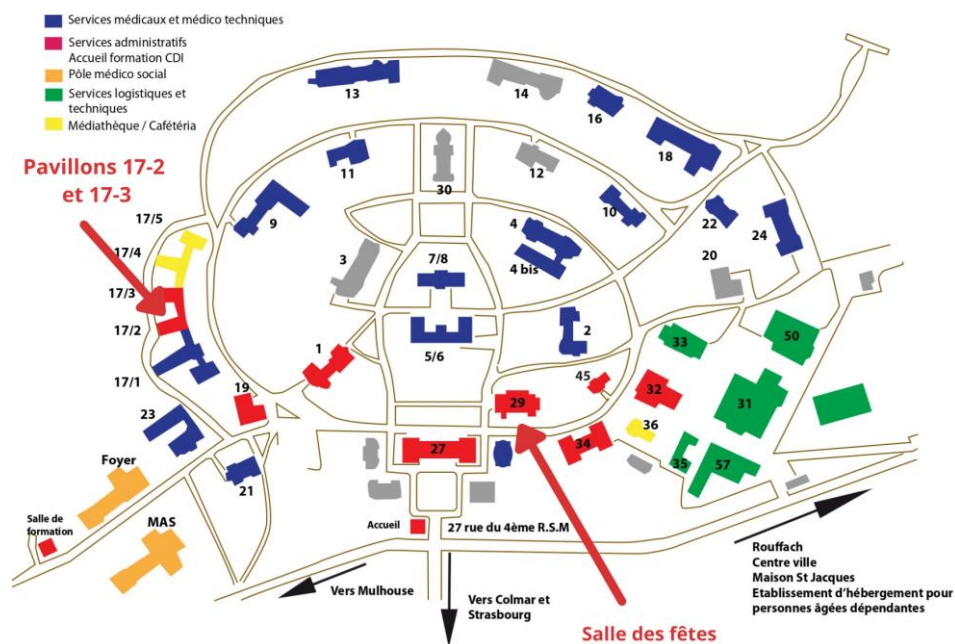 Services médicaux et médico techniques
Services administratifs
Accueil formation CDI
Pôle médico social
Services logistiques et
techniques
Médiathèque / Cafétéria
Pavillons 17-2
et 17-3
13
14
16
18
11
12
30
10
9
22
24
4
4 bis
20
3
7/8
17/5
17/4
17/3
17/2
17/1
5/6
2
33
50
1
45
32
31
19
29
36
23
27
34
35
57
21
Foyer
MAS
Salle de
formation
Accueil
27 rue du 4ème R.S.M
Vers Mulhouse
Vers Colmar et
Strasbourg
Salle des fêtes
Rouffach
Centre ville
Maison St Jacques
Etablissement d'hébergement pour
personnes âgées dépendantes